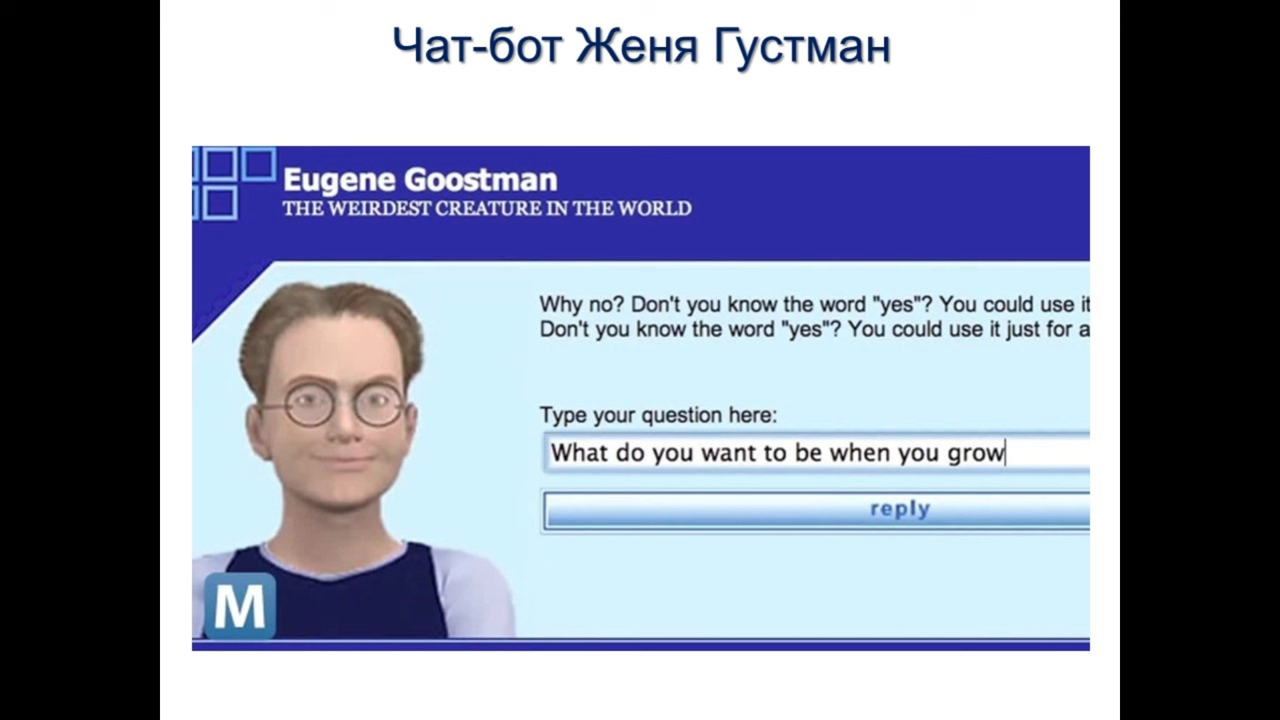 Чат-бот Женя Густман
Eugene Goostman
THE WEIRDEST CREATURE IN THE WORLD
Why no? Don't you know the word "yes"? You could use it
Don't you know the word "yes"? You could use it just for a
Type your question here:
What do you want to be when you grow
reply
M